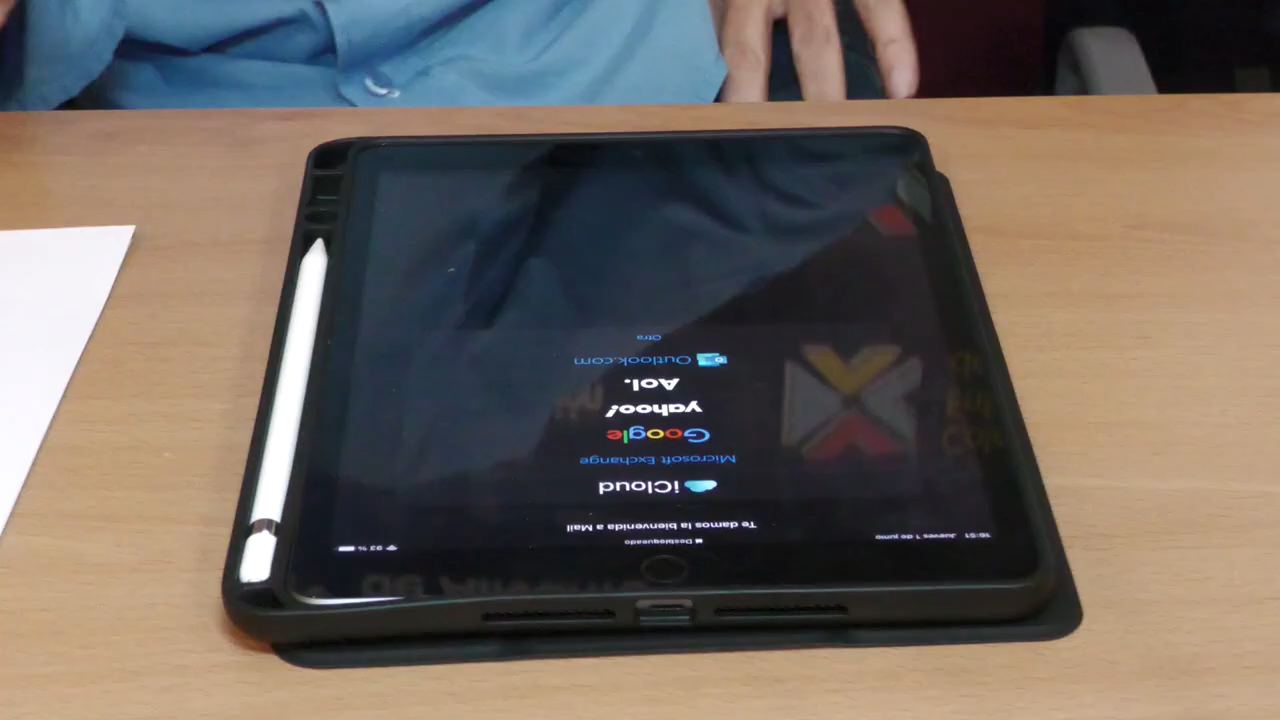 16:51 Jueves 1 de junio
Desbloqueado
93 %
Te damos la bienvenida a Mail
iCloud
Microsoft Exchange
Google
yahoo!
Aol.
Outlook.com
Otra